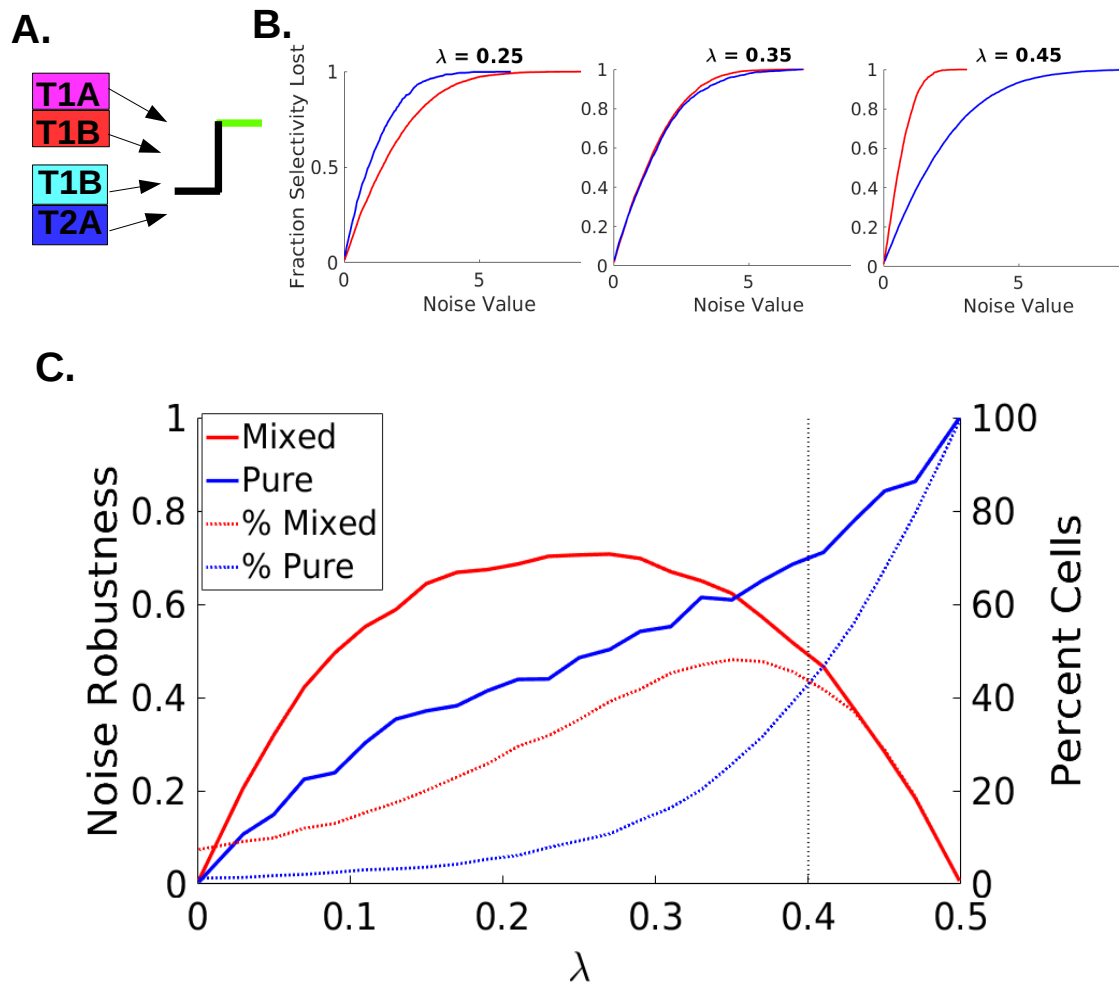 A.
T1A
T1B
T1B
T2A
B.
λ = 0.25
λ = 0.35
λ = 0.45
Fraction Selectivity Lost
1
0.5
0
0
5
Noise Value
1
0.8
0.6
0.4
0.2
0
0
5
Noise Value
1
0.8
0.6
0.4
0.2
0
0
5
Noise Value
C.
Mixed
Pure
% Mixed
% Pure
Noise Robustness
1
0.8
0.6
0.4
0.2
0
100
80
60
40
20
0
Percent Cells
0
0.1
0.2
0.3
0.4
0.5
λ